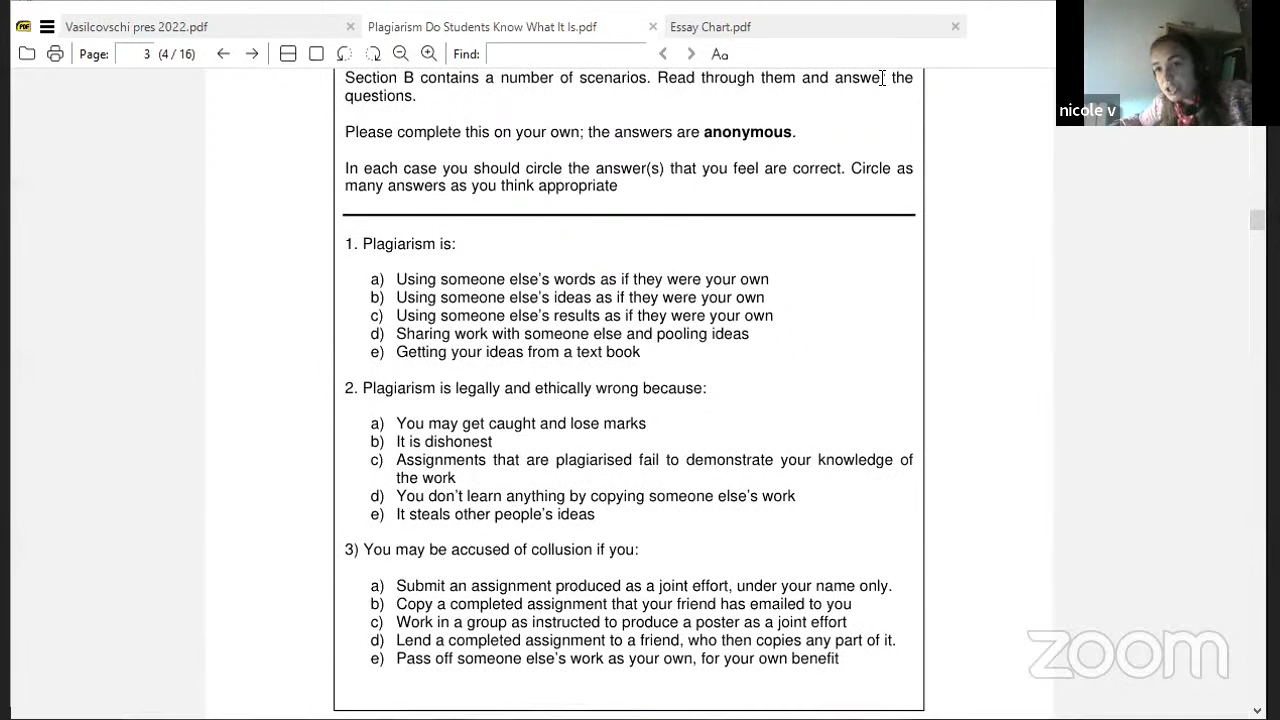 Vasilcovschi pres 2022.pdf
Plagiarism Do Students Know What It Is.pdf
Essay Chart.pdf
PDF
Page: 3 (4 / 16) Find: Aa
nicole v
Section B contains a number of scenarios. Read through them and answer the
questions.
Please complete this on your own; the answers are anonymous.
In each case you should circle the answer(s) that you feel are correct. Circle as
many answers as you think appropriate
1. Plagiarism is:
a) Using someone else's words as if they were your own
b) Using someone else's ideas as if they were your own
c) Using someone else's results as if they were your own
d) Sharing work with someone else and pooling ideas
e) Getting your ideas from a text book
2. Plagiarism is legally and ethically wrong because:
a) You may get caught and lose marks
b) It is dishonest
c) Assignments that are plagiarised fail to demonstrate your knowledge of
the work
d) You don't learn anything by copying someone else's work
e) It steals other people's ideas
3) You may be accused of collusion if you:
a) Submit an assignment produced as a joint effort, under your name only.
b) Copy a completed assignment that your friend has emailed to you
c) Work in a group as instructed to produce a poster as a joint effort
d) Lend a completed assignment to a friend, who then copies any part of it.
e) Pass off someone else's work as your own, for your own benefit
zoom